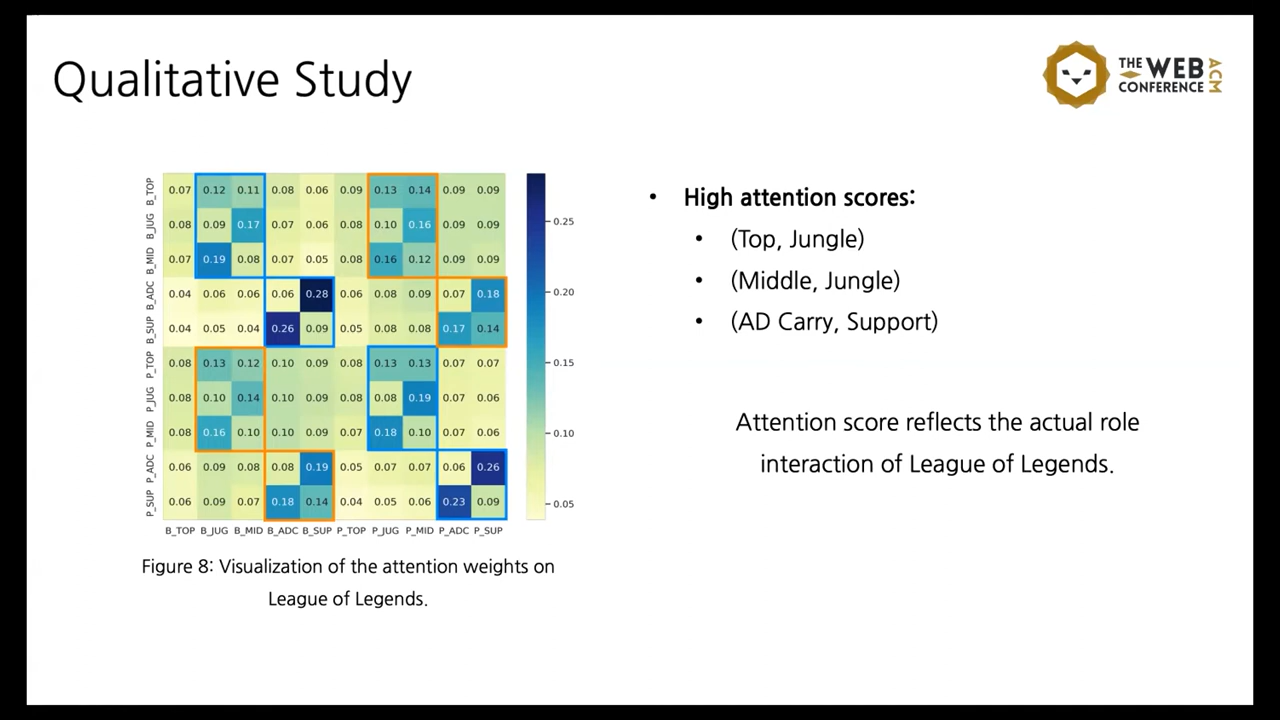 Qualitative Study
THE WEB CONFERENCE ACM
B_TOP 0.07 0.12 0.11 0.08 0.06 0.09 0.13 0.14 0.09 0.09
B_JUG 0.08 0.09 0.17 0.07 0.06 0.08 0.10 0.16 0.09 0.09
B_MID 0.07 0.19 0.08 0.07 0.05 0.08 0.16 0.12 0.09 0.09
B_ADC 0.04 0.06 0.06 0.06 0.28 0.06 0.08 0.09 0.07 0.18
B_SUP 0.04 0.05 0.04 0.26 0.09 0.05 0.08 0.08 0.17 0.14
P_TOP 0.08 0.13 0.12 0.10 0.09 0.08 0.13 0.13 0.07 0.07
P_JUG 0.08 0.10 0.14 0.10 0.09 0.08 0.08 0.19 0.07 0.06
P_MID 0.08 0.16 0.10 0.10 0.09 0.07 0.18 0.10 0.07 0.06
P_ADC 0.06 0.09 0.08 0.08 0.19 0.05 0.07 0.07 0.06 0.26
P_SUP 0.06 0.09 0.07 0.18 0.14 0.04 0.05 0.06 0.23 0.09
B_TOP B_JUG B_MID B_ADC B_SUP P_TOP P_JUG P_MID P_ADC P_SUP
0.25
0.20
0.15
0.10
0.05
Figure 8: Visualization of the attention weights on
League of Legends.
• High attention scores:
• (Top, Jungle)
• (Middle, Jungle)
• (AD Carry, Support)
Attention score reflects the actual role
interaction of League of Legends.